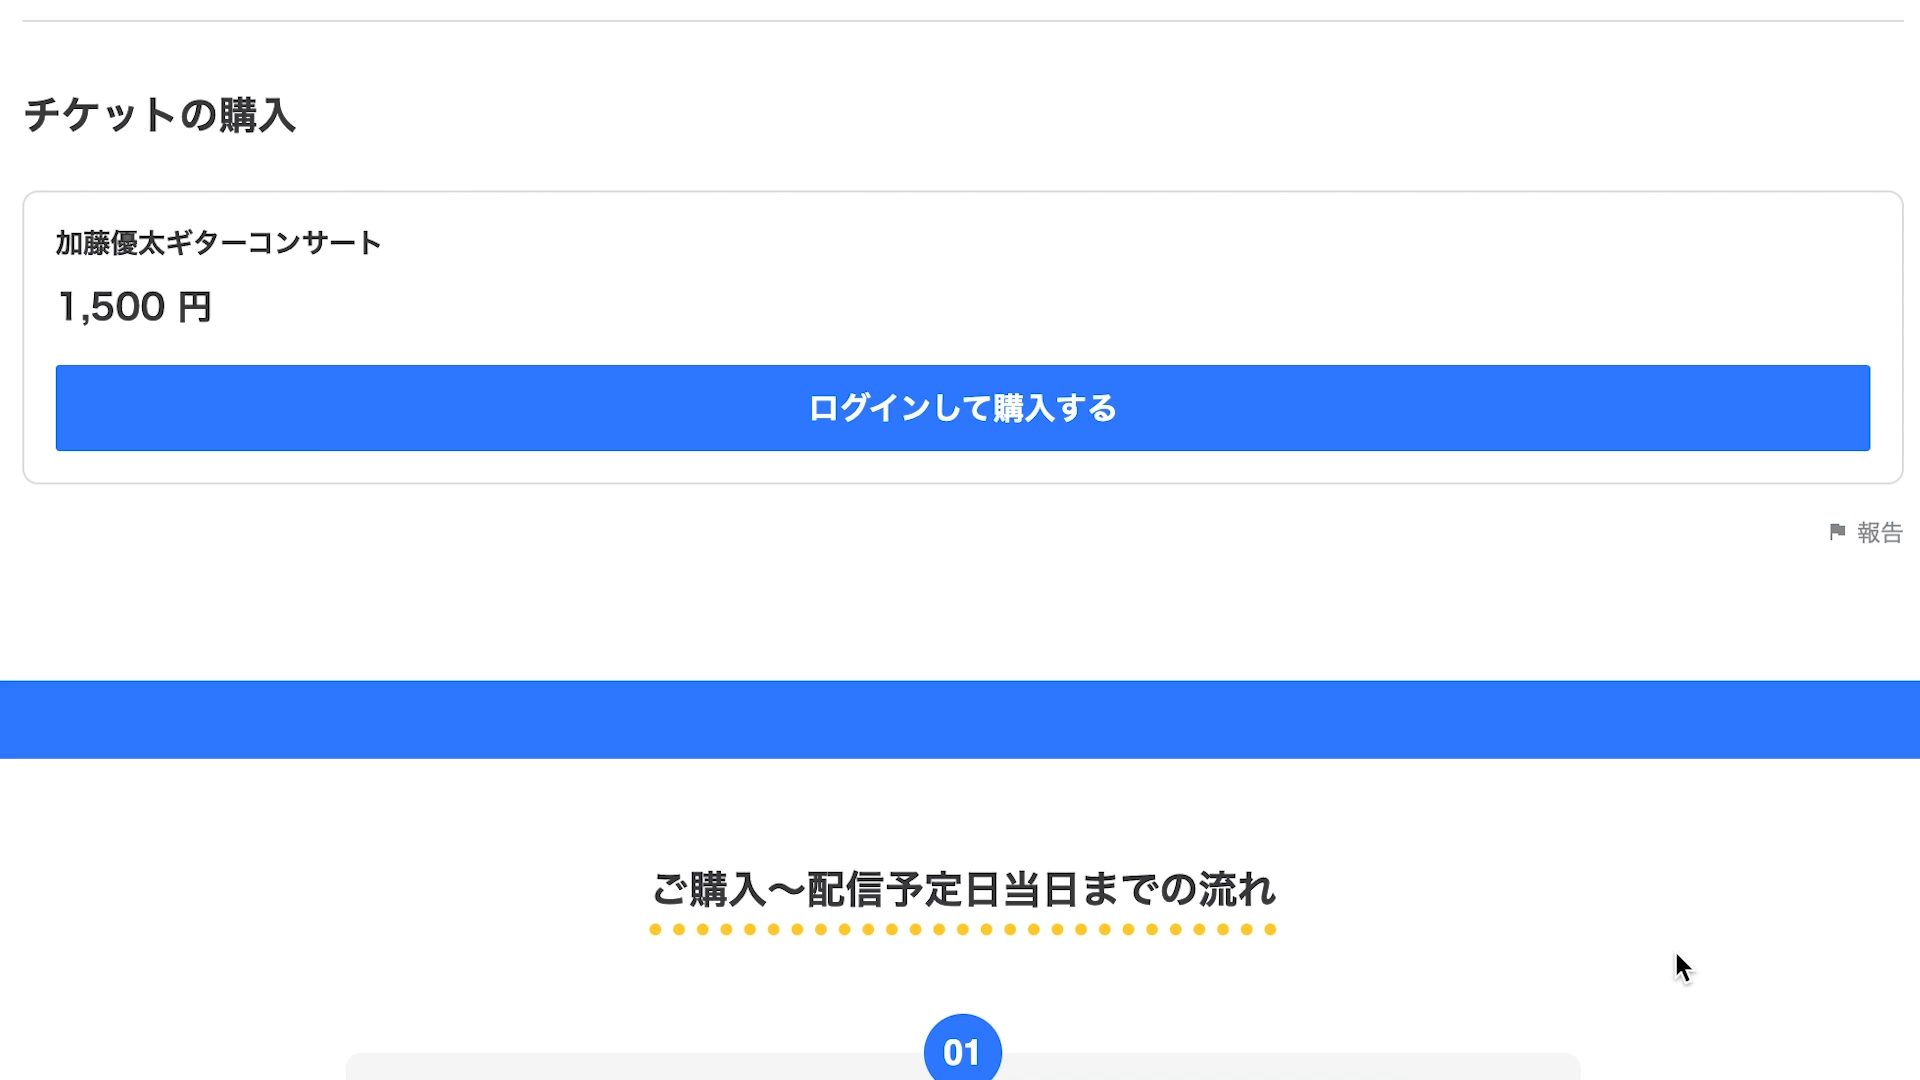 チケットの購入
加藤優太ギターコンサート
1,500 円
ログインして購入する
報告
ご購入〜配信予定日当日までの流れ
01